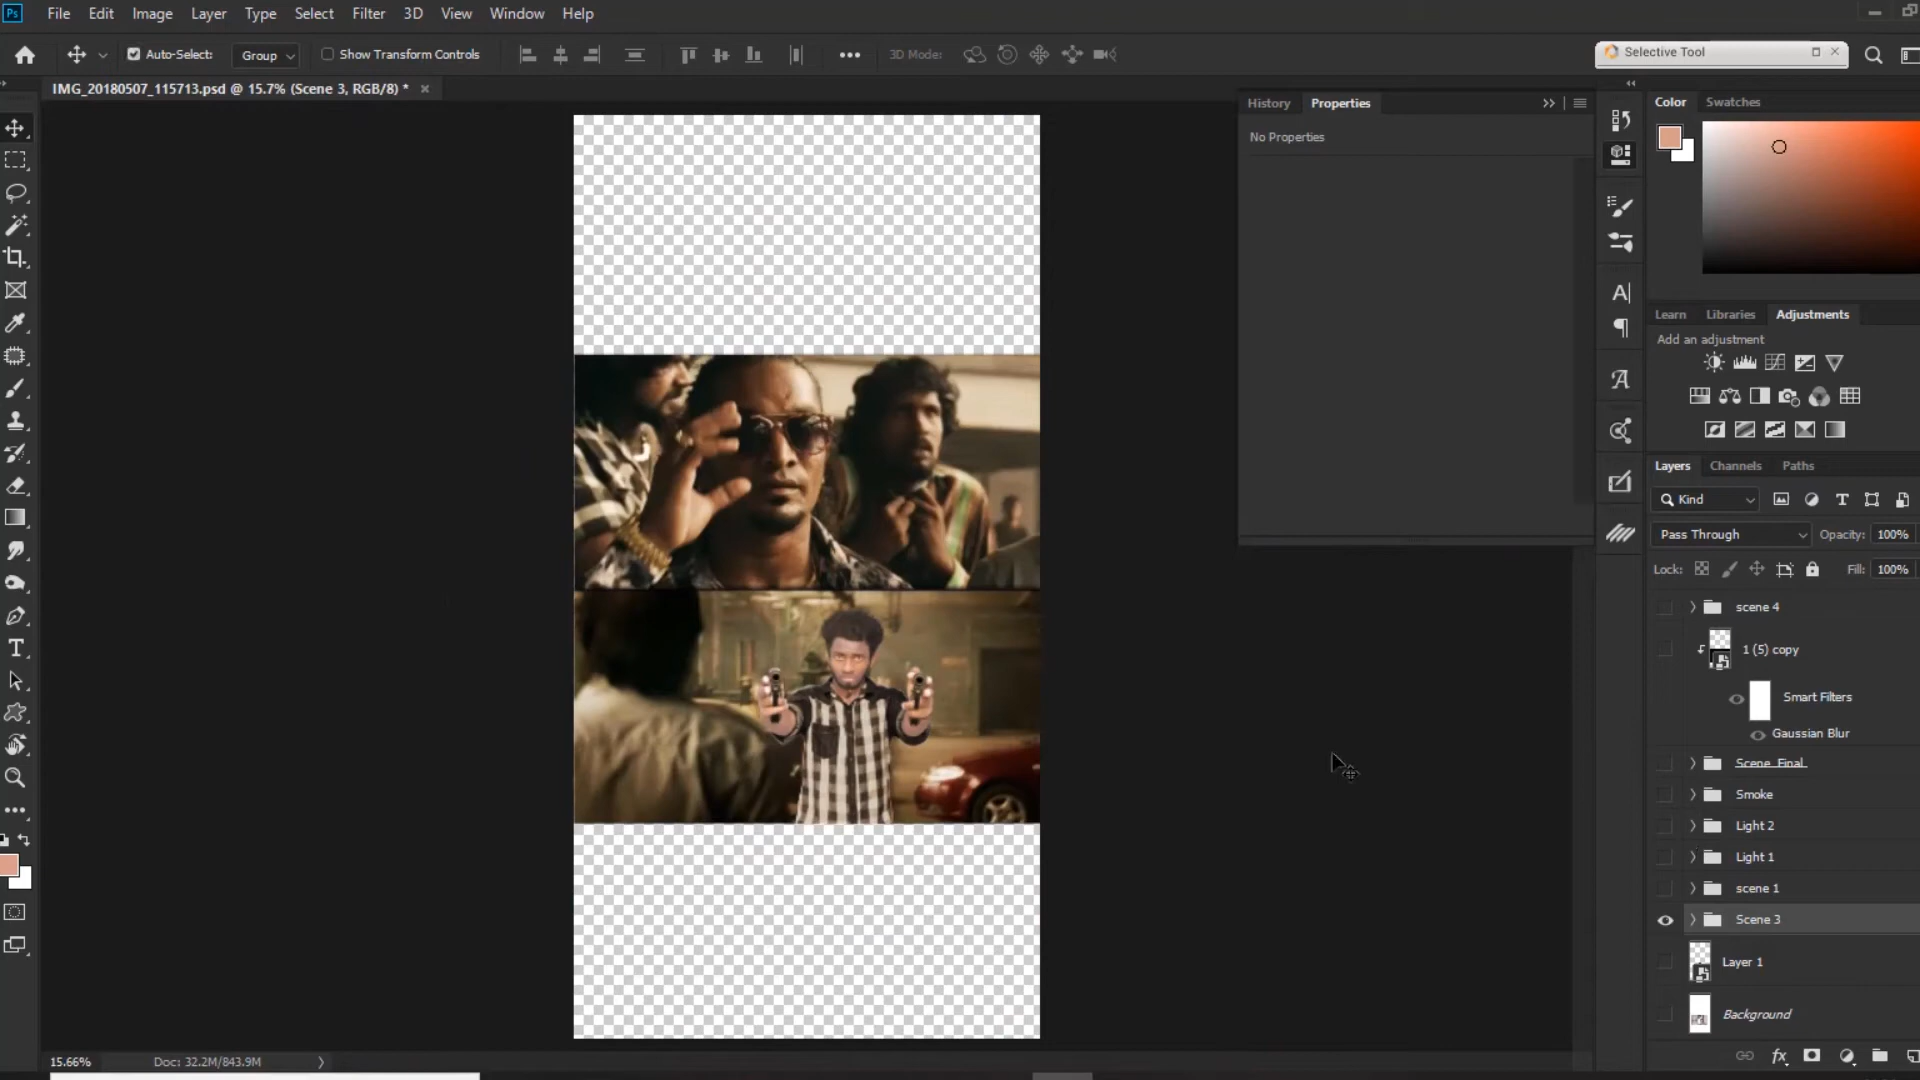 Ps File Edit Image Layer Type Select Filter 3D View Window Help
Auto-Select: Group Show Transform Controls 3D Mode: Selective Tool
IMG_20180507_115713.psd @ 15.7% (Scene 3, RGB/8) *
History Properties
No Properties
Color Swatches
Learn Libraries Adjustments
Add an adjustment
Layers Channels Paths
Kind
Pass Through Opacity: 100%
Lock: Fill: 100%
scene 4
1 (5) copy
Smart Filters
Gaussian Blur
Scene Final
Smoke
Light 2
Light 1
scene 1
Scene 3
Layer 1
Background
15.66% Doc: 32.2M/843.9M